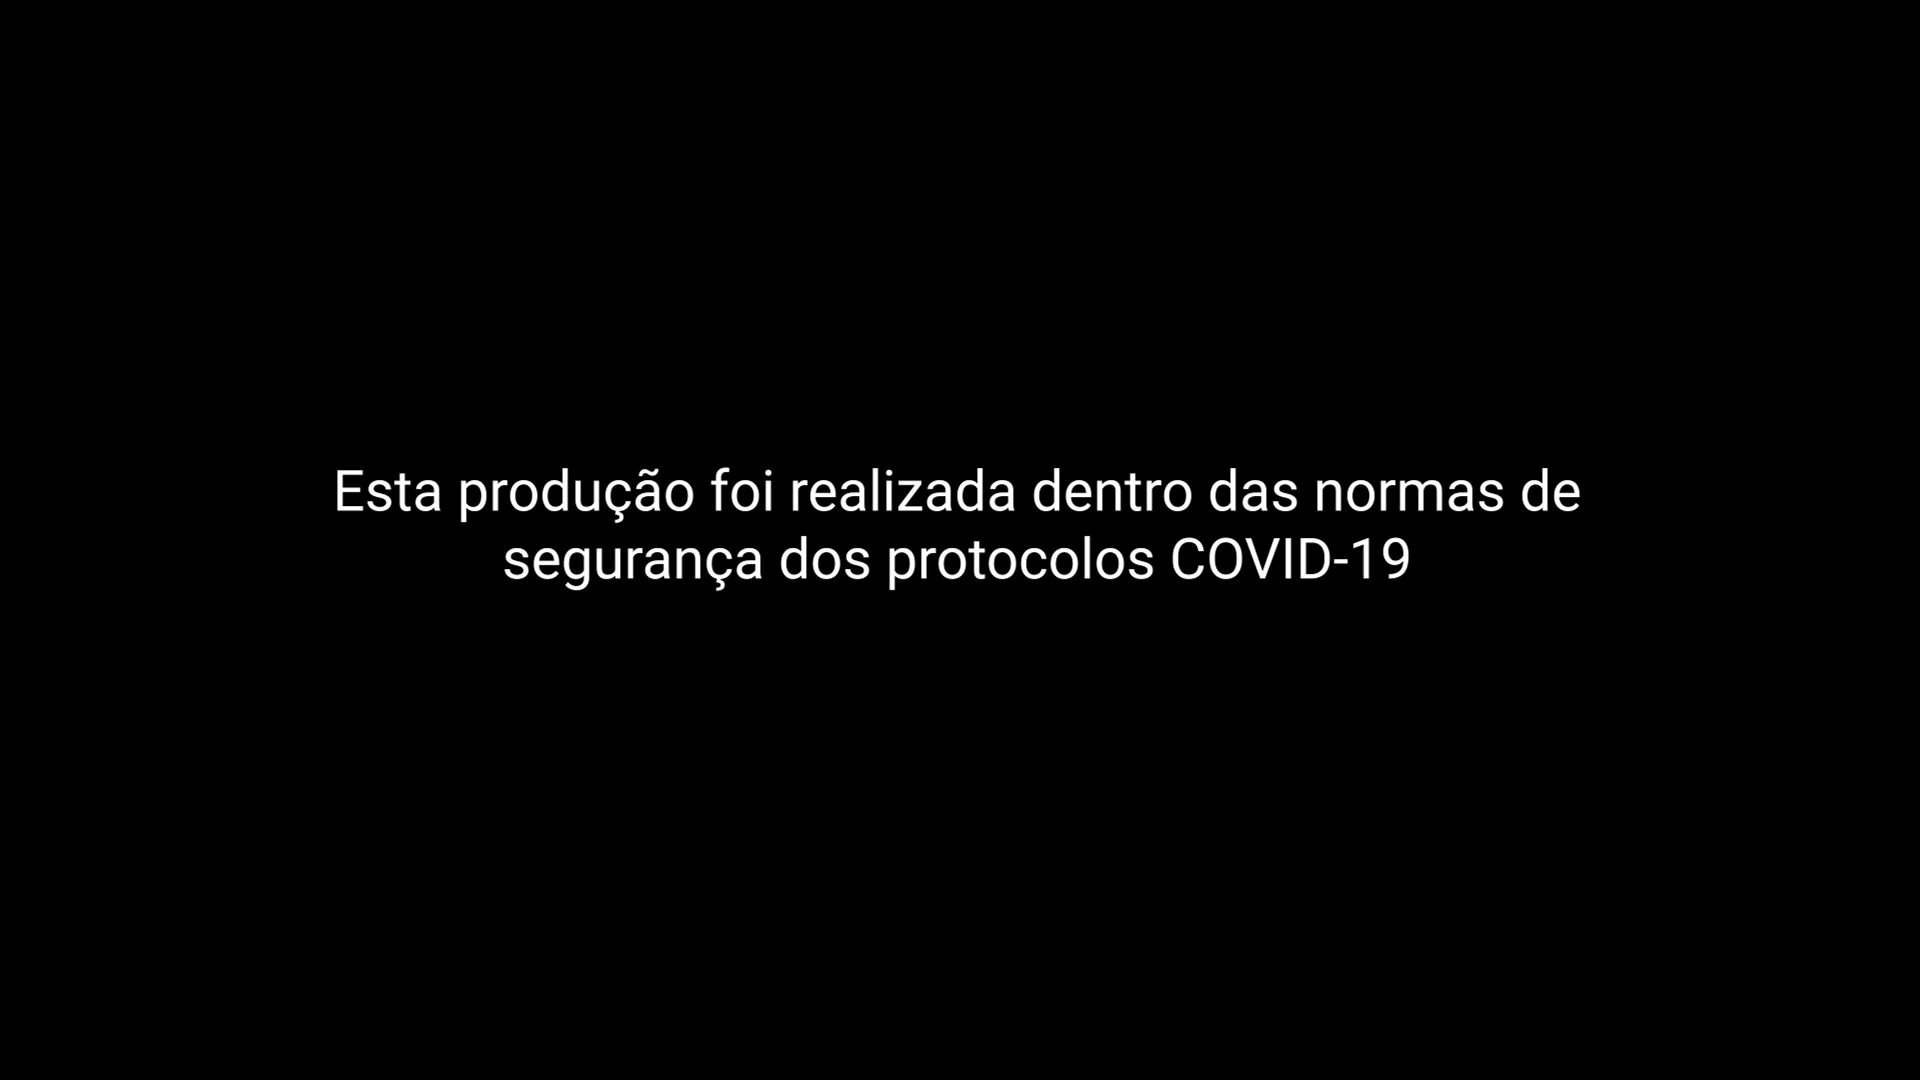 Esta produção foi realizada dentro das normas de
segurança dos protocolos COVID-19